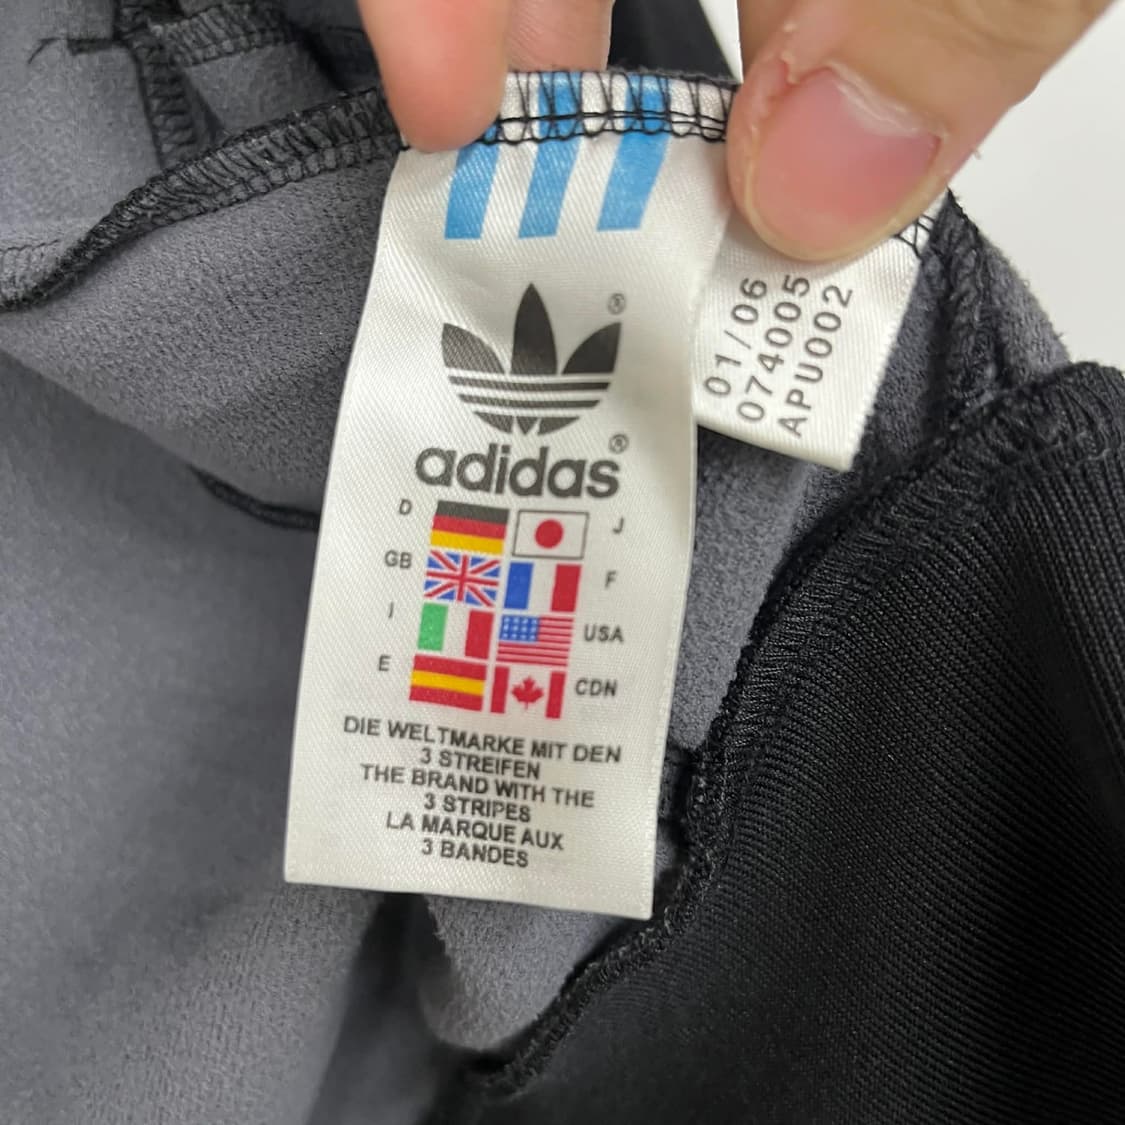 ®
®
adidas
D
J
GB
F
I
USA
E
CDN
DIE WELTMARKE MIT DEN
3 STREIFEN
THE BRAND WITH THE
3 STRIPES
LA MARQUE AUX
3 BANDES
01/06
074005
APU002